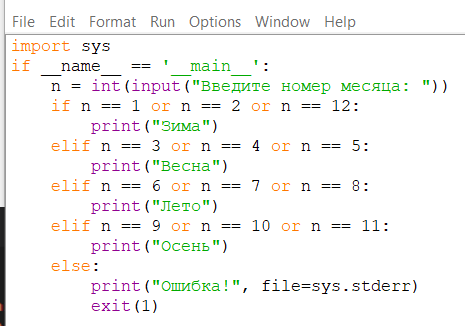 File Edit Format Run Options Window Help
import sys
if __name__ == '__main__':
    n = int(input("Введите номер месяца: "))
    if n == 1 or n == 2 or n == 12:
        print("Зима")
    elif n == 3 or n == 4 or n == 5:
        print("Весна")
    elif n == 6 or n == 7 or n == 8:
        print("Лето")
    elif n == 9 or n == 10 or n == 11:
        print("Осень")
    else:
        print("Ошибка!", file=sys.stderr)
        exit(1)